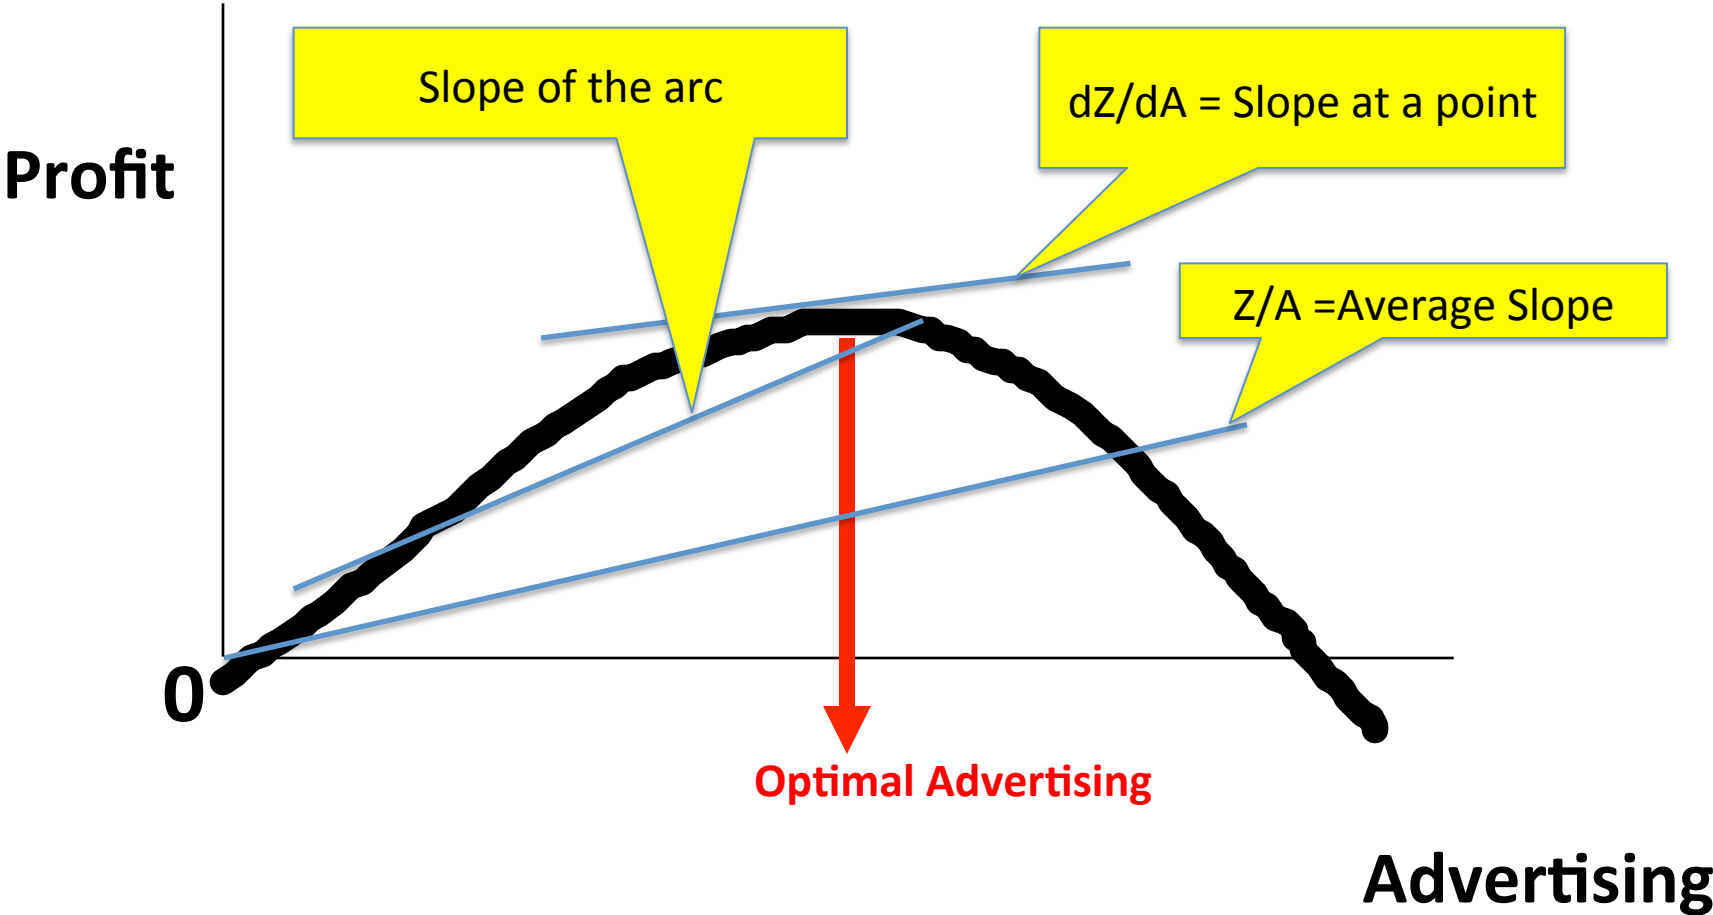 Slope of the arc
dZ/dA = Slope at a point
Profit
Z/A =Average Slope
0
Optimal Advertising
Advertising